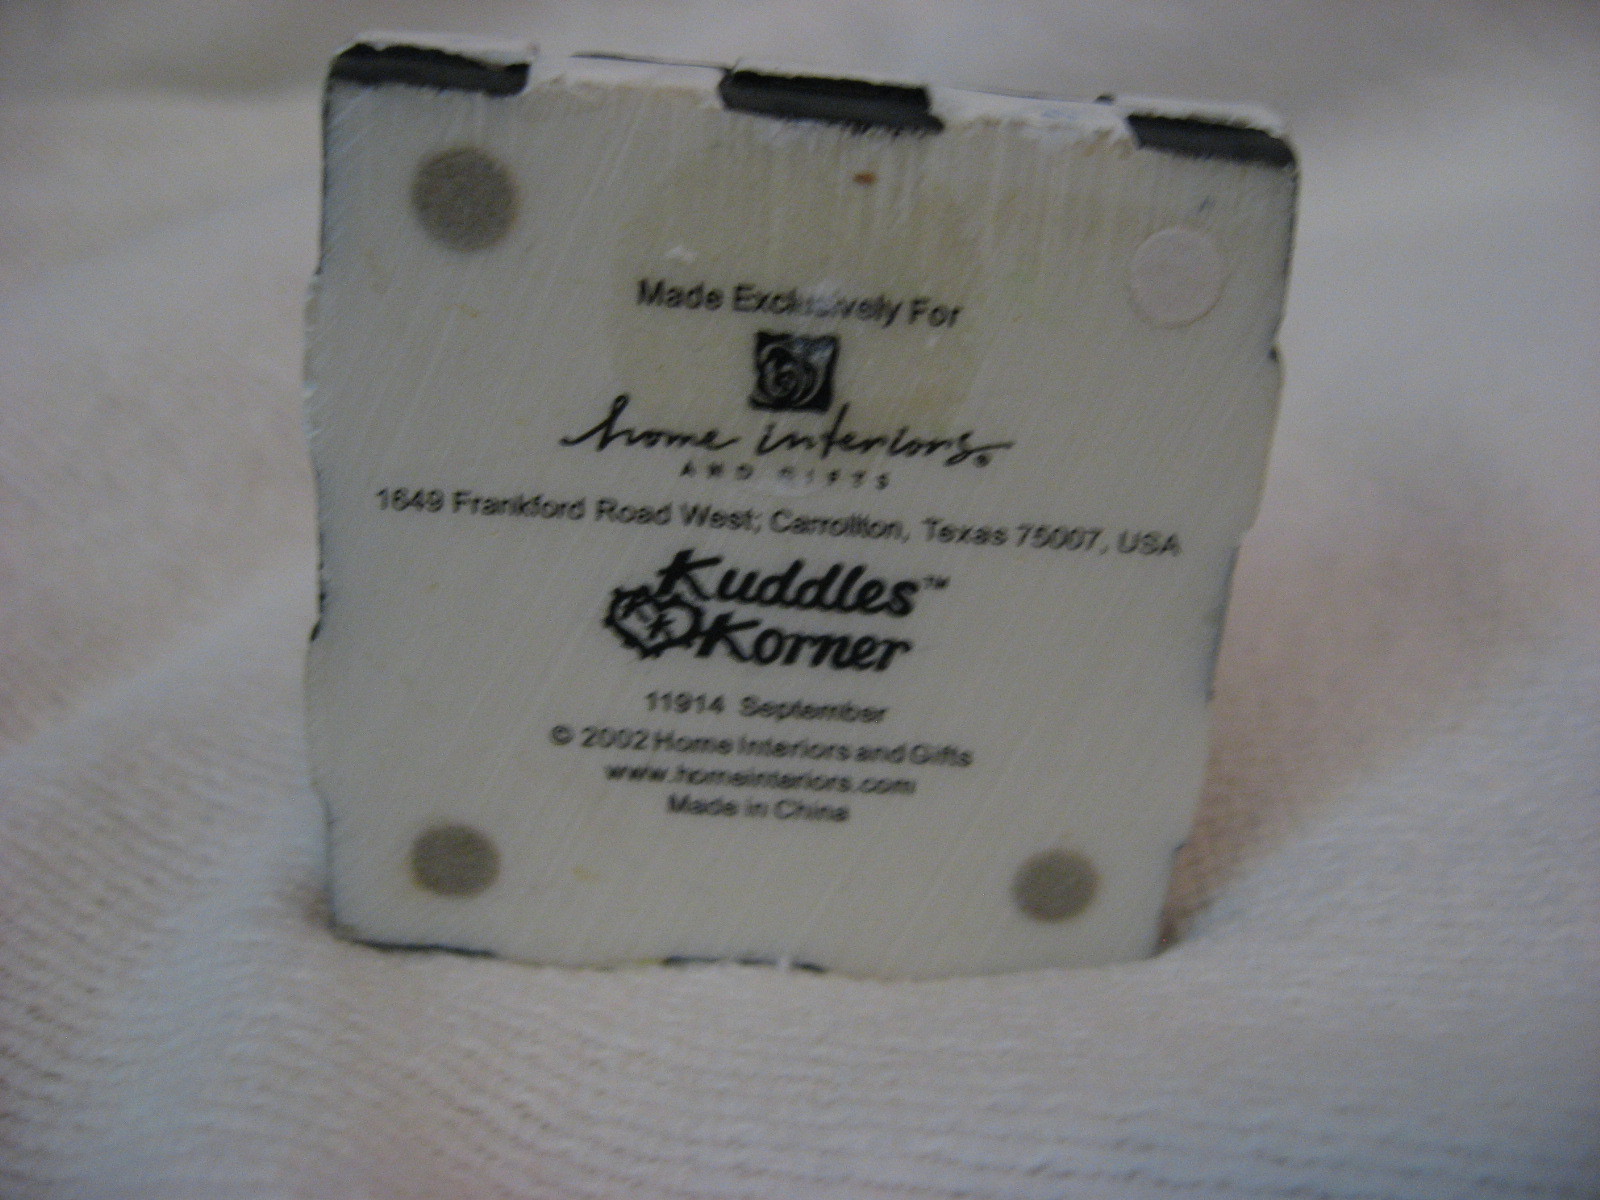 Made Exclusively For
home interiors®
AND GIFTS
1649 Frankford Road West; Carrollton, Texas 75007, USA
Kuddles™
Korner
11914 September
© 2002 Home Interiors and Gifts
www.homeinteriors.com
Made in China